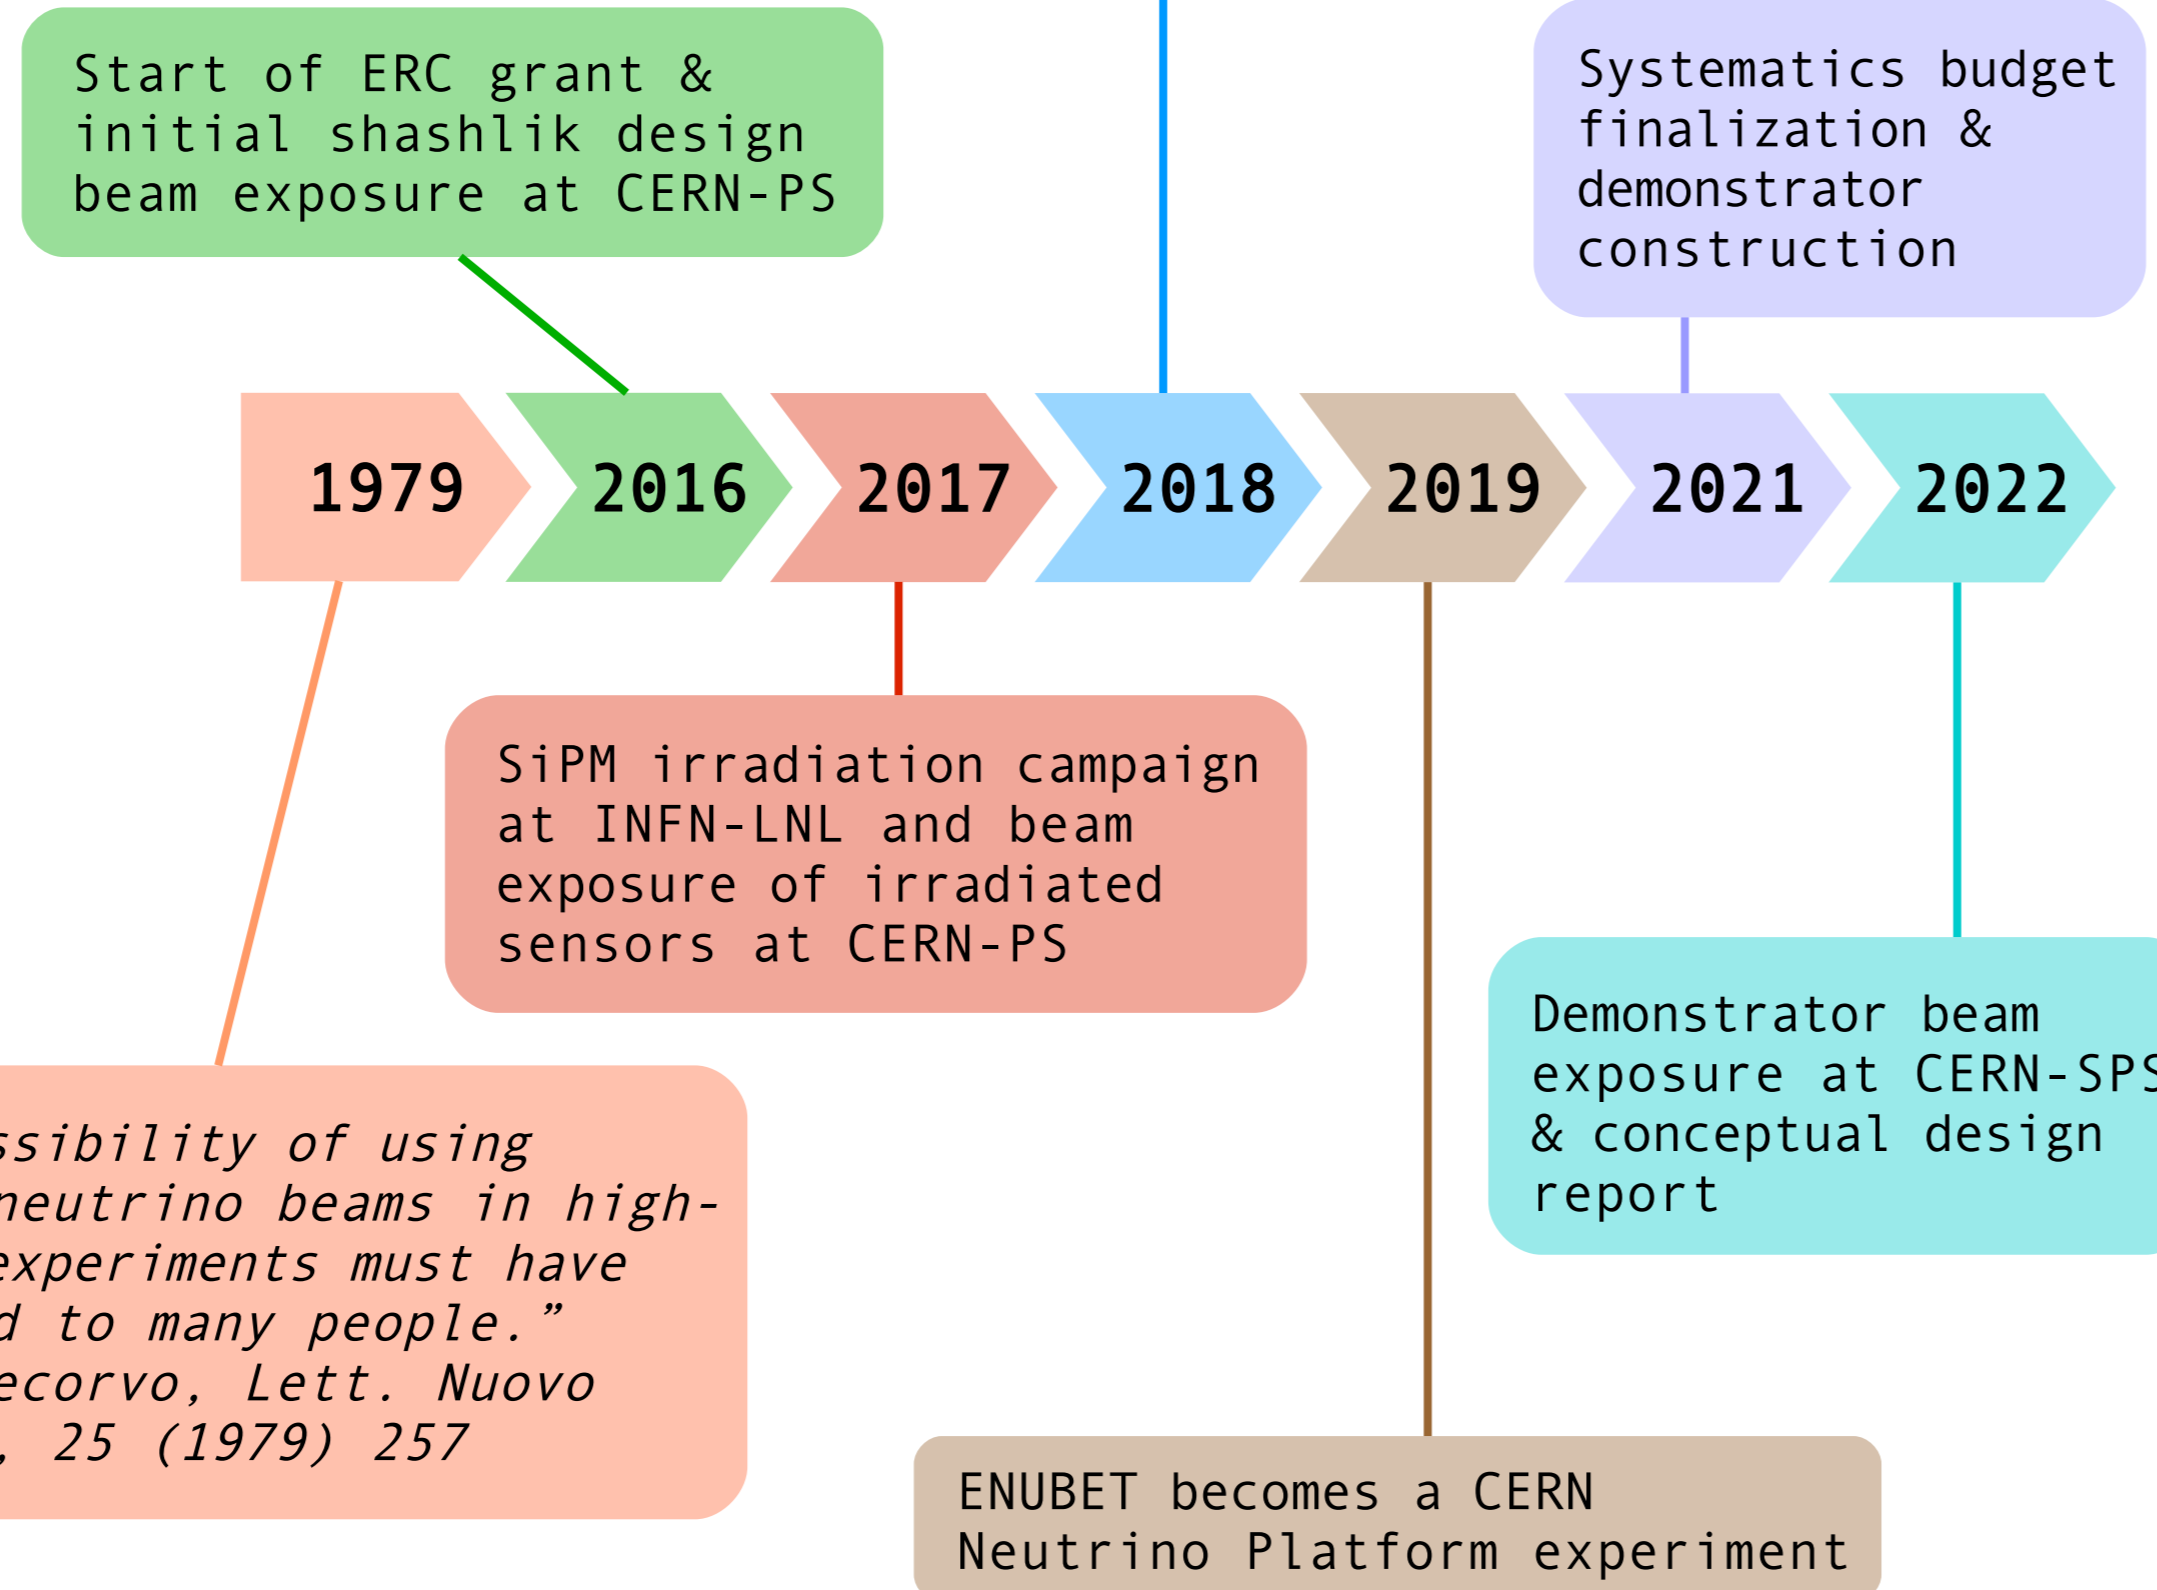 Start of ERC grant &
initial shashlik design
beam exposure at CERN-PS
Systematics budget
finalization &
demonstrator
construction
1979
2016
2017
2018
2019
2021
2022
SiPM irradiation campaign
at INFN-LNL and beam
exposure of irradiated
sensors at CERN-PS
Demonstrator beam
exposure at CERN-SPS
& conceptual design
report
of using
neutrino beams in high-
experiments must have
to many people.”
Lett. Nuovo
25 (1979) 257
ENUBET becomes a CERN
Neutrino Platform experiment